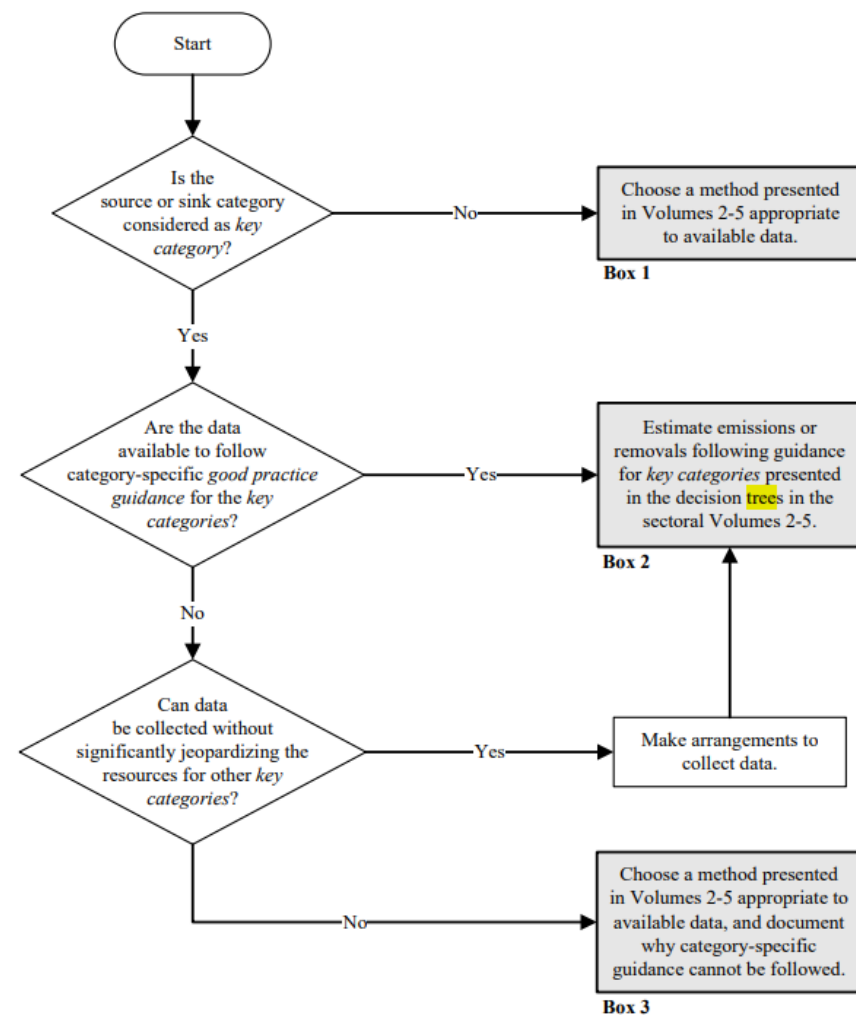 Start
Is the
source or sink category
considered as key
category?
No
Choose a method presented
in Volumes 2-5 appropriate
to available data.
Box 1
Yes
Are the data
available to follow
category-specific good practice
guidance for the key
categories?
Yes
Estimate emissions or
removals following guidance
for key categories presented
in the decision trees in the
sectoral Volumes 2-5.
Box 2
No
Can data
be collected without
significantly jeopardizing the
resources for other key
categories?
Yes
Make arrangements to
collect data.
No
Choose a method presented
in Volumes 2-5 appropriate to
available data, and document
why category-specific
guidance cannot be followed.
Box 3